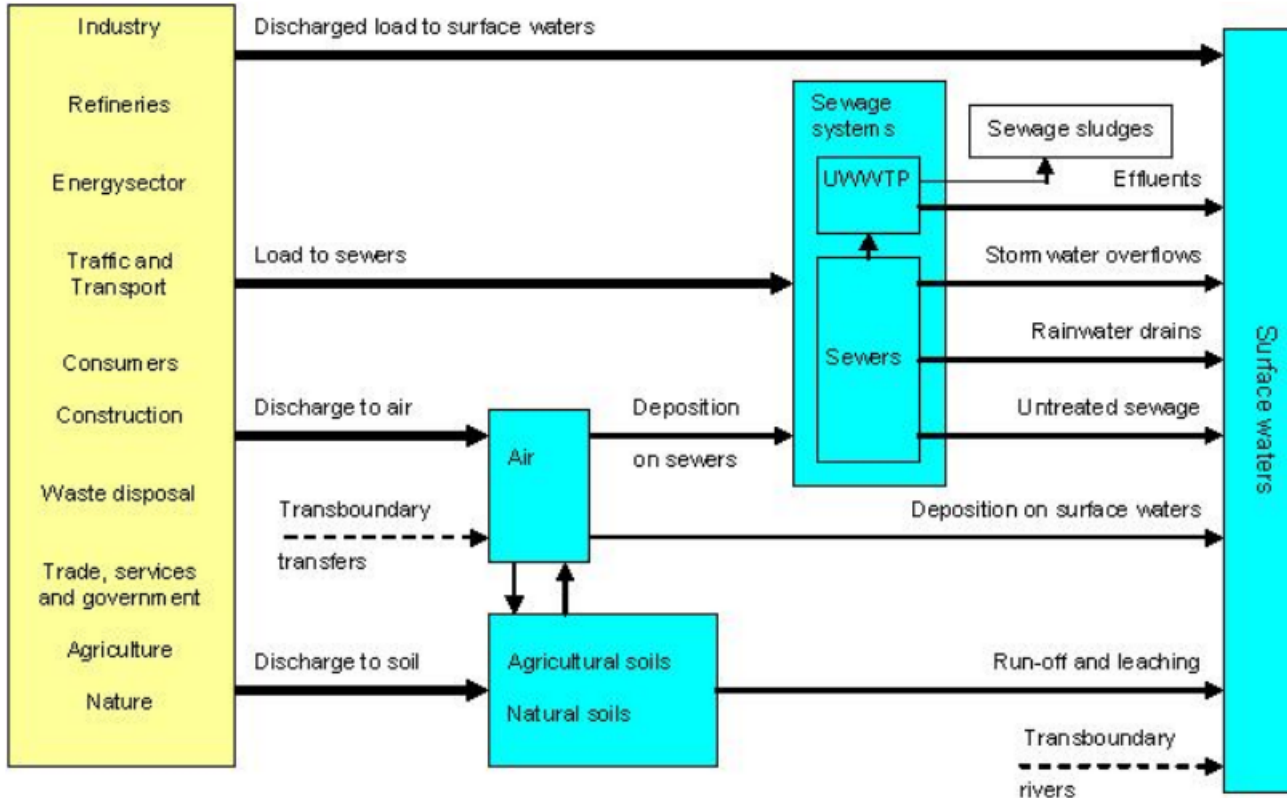 Industry
Refineries
Energysector
Traffic and
Transport
Consumers
Construction
Waste disposal
Trade, services
and government
Agriculture
Nature
Discharged load to surface waters
Load to sewers
Discharge to air
Transboundary
transfers
Discharge to soil
Air
Deposition
on sewers
Agricultural soils
Natural soils
Sewage
systems
UWWTP
Sewers
Sewage sludges
Effluents
Storm water overflows
Rainwater drains
Untreated sewage
Deposition on surface waters
Run-off and leaching
Transboundary
rivers
Surface waters